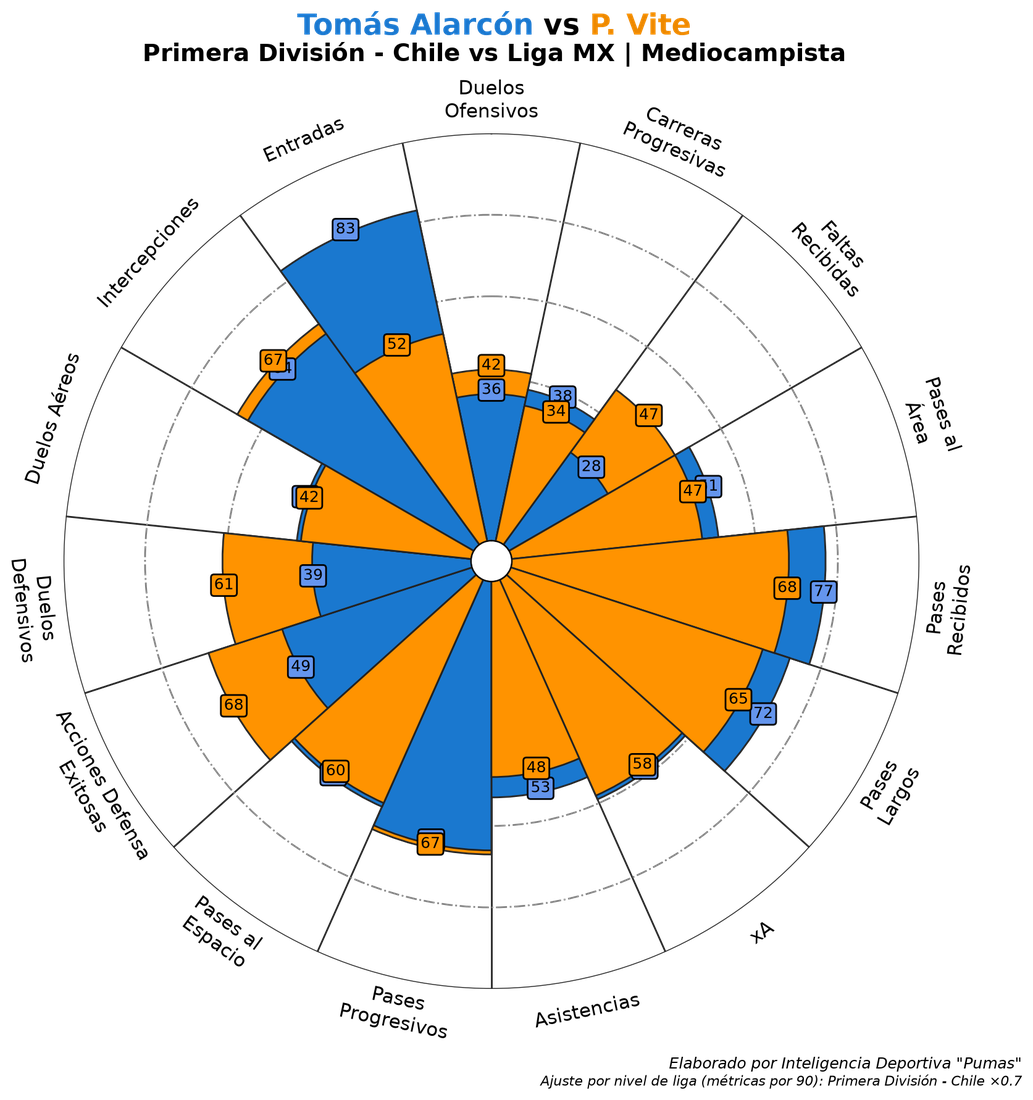 Tomás Alarcón vs P. Vite
Primera División - Chile vs Liga MX | Mediocampista
Duelos
Ofensivos
Carreras
Progresivas
Faltas
Recibidas
Pases al
Área
Pases
Recibidos
Pases
Largos
xA
Asistencias
Pases
Progresivos
Pases al
Espacio
Acciones Defensa
Exitosas
Duelos
Defensivos
Duelos Aéreos
Intercepciones
Entradas
42
36
38
34
47
28
47
68
77
65
72
58
48
53
67
60
68
49
61
39
42
67
83
52
Elaborado por Inteligencia Deportiva "Pumas"
Ajuste por nivel de liga (métricas por 90): Primera División - Chile ×0.7